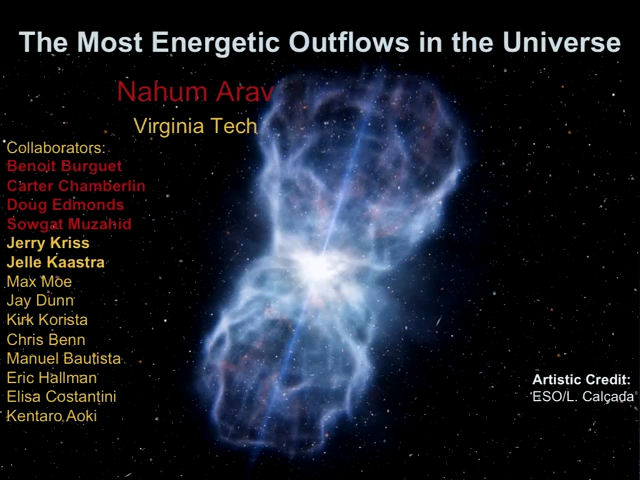 The Most Energetic Outflows in the Universe
Nahum Arav
Virginia Tech
Collaborators:
Benoit Burguet
Carter Chamberlin
Doug Edmonds
Sowgat Muzahid
Jerry Kriss
Jelle Kaastra
Max Moe
Jay Dunn
Kirk Korista
Chris Benn
Manuel Bautista
Eric Hallman
Elisa Costantini
Kentaro Aoki
Artistic Credit:
ESO/L. Calçada